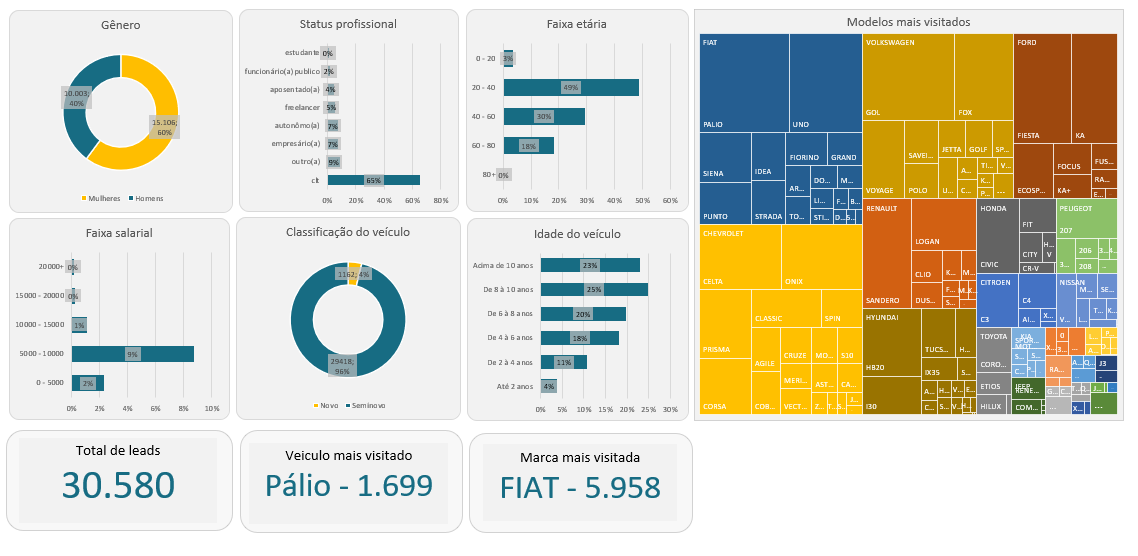 Gênero
10.003;
40%
15.106;
60%
Mulheres
Homens
Status profissional
estudante 0%
funcionário(a) publico 2%
aposentado(a) 4%
freelancer 5%
autônomo(a) 7%
empresário(a) 7%
outro(a) 9%
clt 65%
0% 20% 40% 60% 80%
Faixa etária
0 - 20 3%
20 - 40 49%
40 - 60 30%
60 - 80 18%
80+ 0%
0% 10% 20% 30% 40% 50% 60%
Faixa salarial
20000+ 0%
15000 - 20000 0%
10000 - 15000 1%
5000 - 10000 9%
0 - 5000 2%
0% 2% 4% 6% 8% 10%
Classificação do veículo
1162; 4%
29418;
96%
Novo
Seminovo
Idade do veículo
Acima de 10 anos 23%
De 8 à 10 anos 25%
De 6 à 8 anos 20%
De 4 à 6 anos 18%
De 2 à 4 anos 11%
Até 2 anos 4%
0% 5% 10% 15% 20% 25% 30%
Total de leads
30.580
Veiculo mais visitado
Pálio - 1.699
Marca mais visitada
FIAT - 5.958
Modelos mais visitados
FIAT
PALIO
UNO
SIENA
IDEA
FIORINO
GRAND
AR...
DO...
M...
LI...
F...
B...
PUNTO
STRADA
TO...
STI...
D...
S...
CHEVROLET
CELTA
ONIX
PRISMA
CLASSIC
SPIN
AGILE
CRUZE
MO...
S10
MERI...
AST...
CA...
CORSA
COB...
VECT...
Z...
T...
S...
J...
VOLKSWAGEN
GOL
FOX
VOYAGE
SAVEI...
POLO
JETTA
GOLF
SP...
A...
TI...
V...
K...
U...
C...
P...
...
FORD
FIESTA
KA
ECOSP...
FOCUS
FUS...
RA...
KA+
E...
RENAULT
SANDERO
LOGAN
CLIO
K...
M...
F...
DUS...
S...
HYUNDAI
HB20
TUCS...
H...
IX35
S...
I30
A...
H...
C...
HONDA
CIVIC
FIT
CITY
H...
V
CR-V
PEUGEOT
207
206
208
3...
CITROEN
C3
C4
AI...
X...
NISSAN
M...
SE...
V...
L...
T...
K...
TOYOTA
CORO...
ETIOS
HILUX
KIA
SPOR...
S...
P...
C...
JEEP
RENE...
COM...
RA...
J3
X...